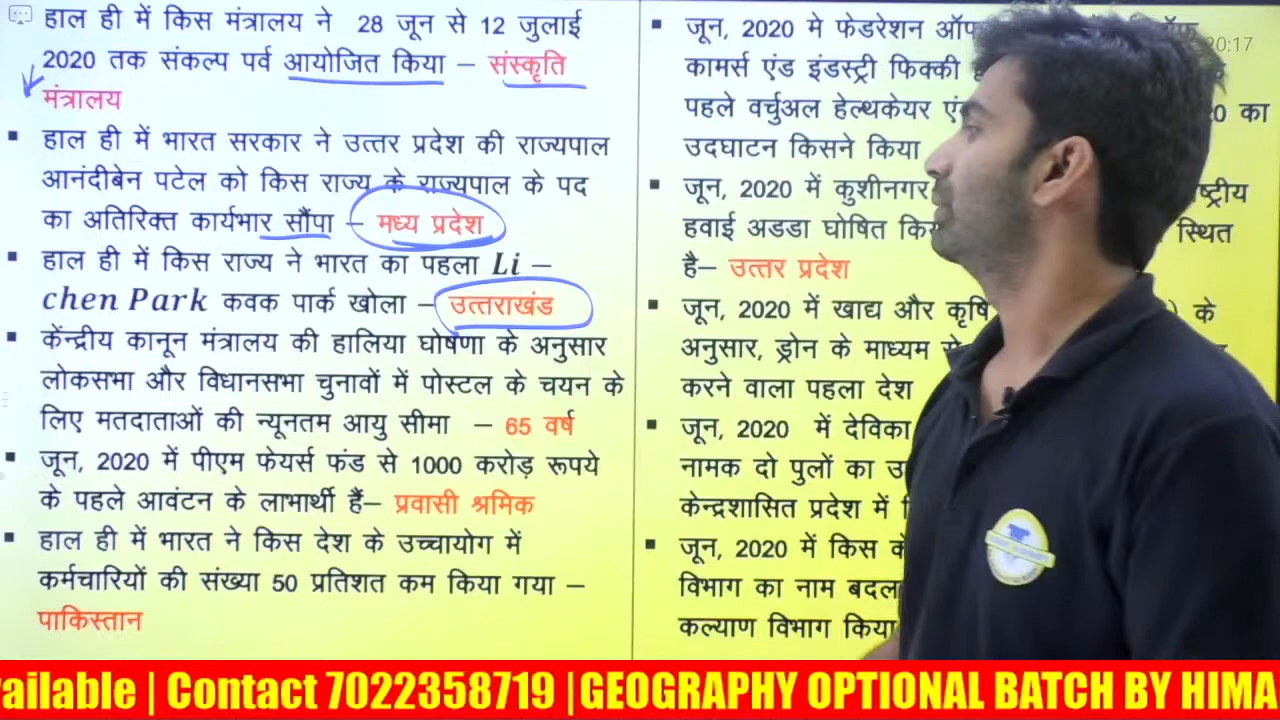 हाल ही में किस मंत्रालय ने 28 जून से 12 जुलाई
2020 तक संकल्प पर्व आयोजित किया – संस्कृति
मंत्रालय
हाल ही में भारत सरकार ने उत्तर प्रदेश की राज्यपाल
आनंदीबेन पटेल को किस राज्य के राज्यपाल के पद
का अतिरिक्त कार्यभार सौंपा – मध्य प्रदेश
हाल ही में किस राज्य ने भारत का पहला Li –
chen Park कवक पार्क खोला – उत्तराखंड
केंद्रीय कानून मंत्रालय की हालिया घोषणा के अनुसार
लोकसभा और विधानसभा चुनावों में पोस्टल के चयन के
लिए मतदाताओं की न्यूनतम आयु सीमा – 65 वर्ष
जून, 2020 में पीएम फेयर्स फंड से 1000 करोड़ रूपये
के पहले आवंटन के लाभार्थी हैं– प्रवासी श्रमिक
हाल ही में भारत ने किस देश के उच्चायोग में
कर्मचारियों की संख्या 50 प्रतिशत कम किया गया –
पाकिस्तान
जून, 2020 मे फेडरेशन
20:17
कामर्स एंड इंडस्ट्री फिक्की
पहले वर्चुअल हेल्थकेयर का
उदघाटन किसने किया
जून, 2020 में कुशीनगर
हवाई अडडा घोषित स्थित
है– उत्तर प्रदेश
जून, 2020 में खाद्य और कृषि के
अनुसार, ड्रोन के माध्यम
करने वाला पहला देश
जून, 2020 में देविका
नामक दो पुलों का
केन्द्रशासित प्रदेश में
जून, 2020 में किस
विभाग का नाम
कल्याण विभाग किया
Contact 7022358719 |GEOGRAPHY OPTIONAL BATCH BY